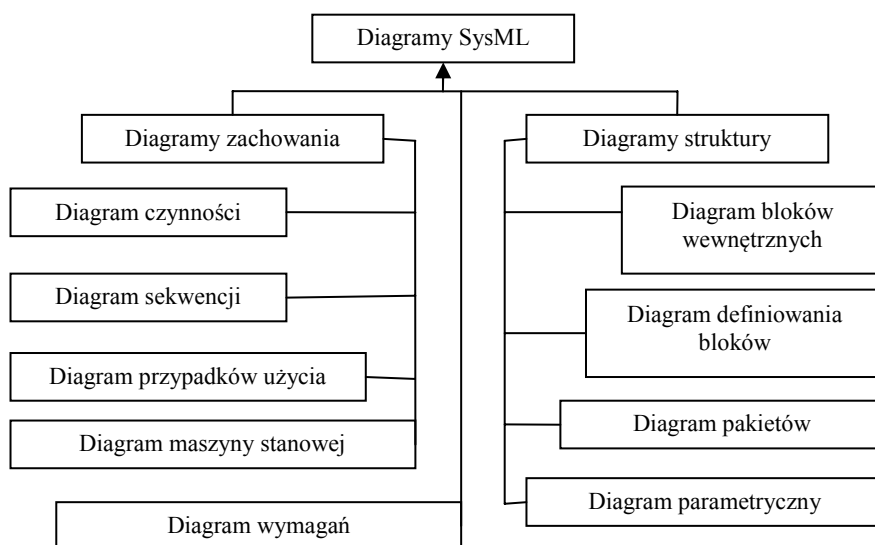 Diagramy SysML
Diagramy zachowania
Diagramy struktury
Diagram czynności
Diagram sekwencji
Diagram przypadków użycia
Diagram maszyny stanowej
Diagram wymagań
Diagram bloków
wewnętrznych
Diagram definiowania
bloków
Diagram pakietów
Diagram parametryczny